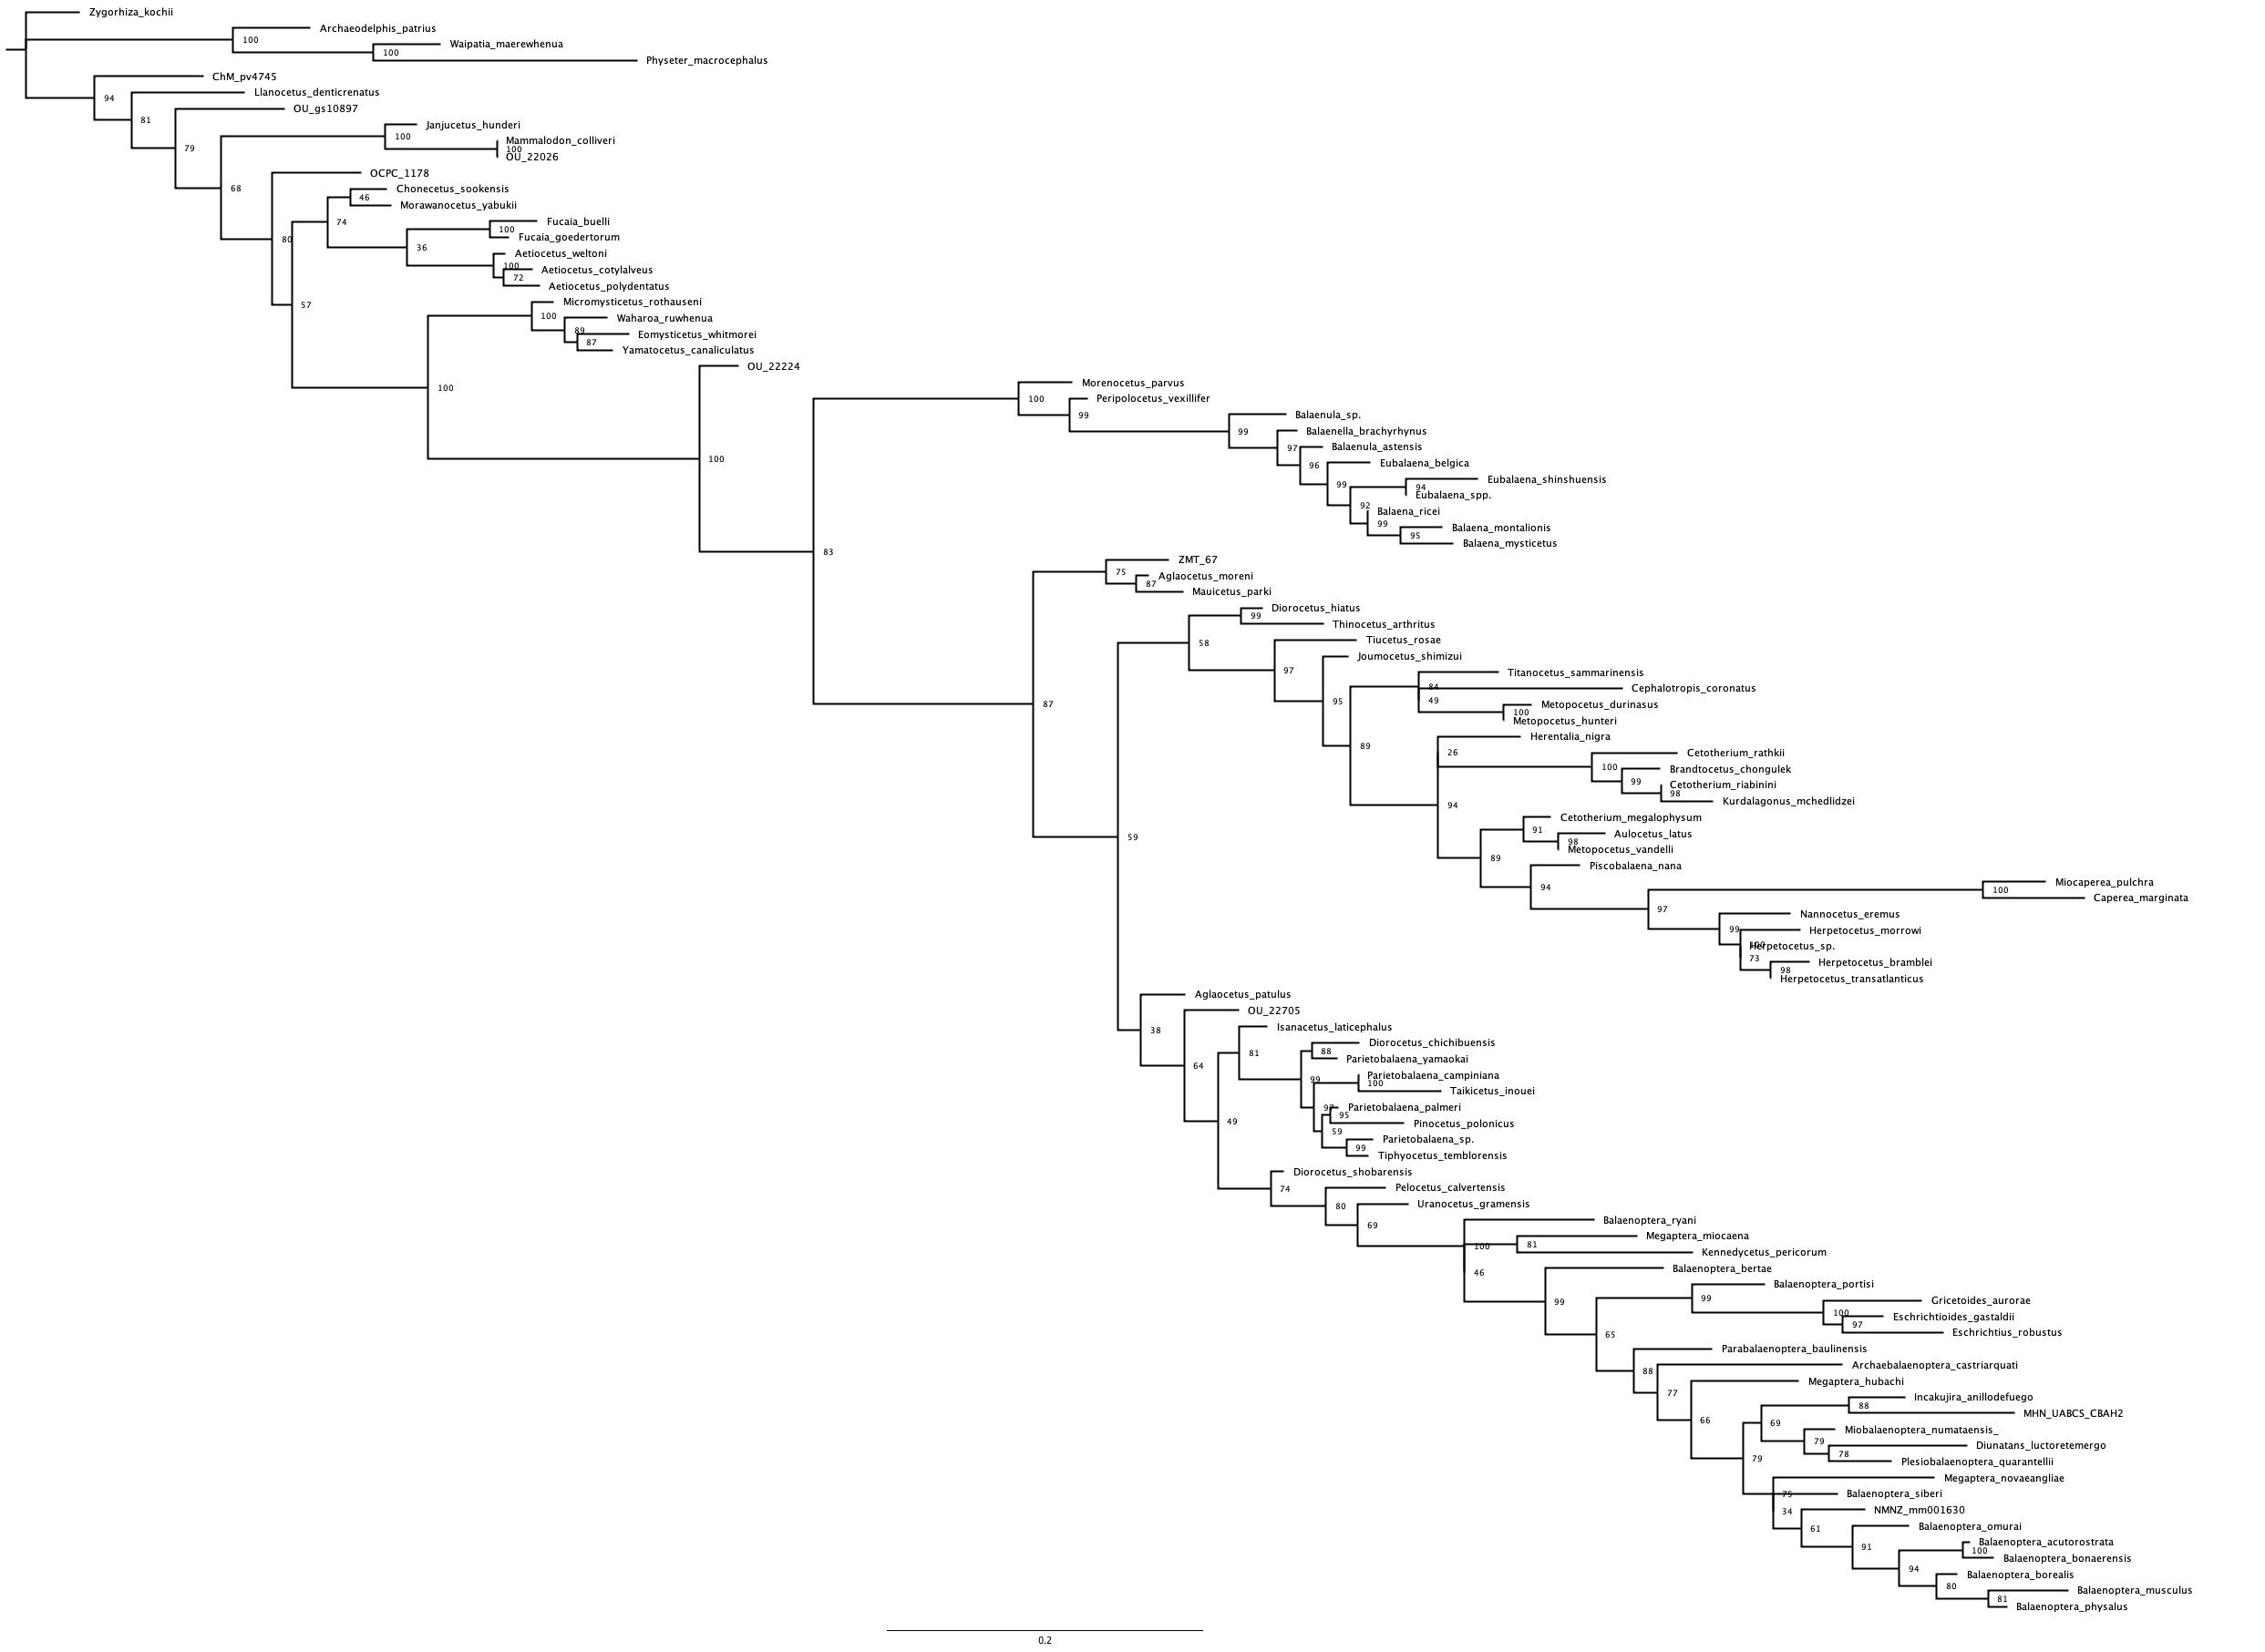 Zygorhiza_kochii
Archaeodelphis_patrius
100
Waipatia_maerewhenua
100
Physeter_macrocephalus
ChM_pv4745
94
Llanocetus_denticrenatus
81
OU_gs10897
79
Janjucetus_hunderi
100
Mammalodon_colliveri
100
OU_22026
68
OCPC_1178
80
Chonecetus_sookensis
46
Morawanocetus_yabukii
74
Fucaia_buelli
100
Fucaia_goedertorum
36
Aetiocetus_weltoni
100
Aetiocetus_cotylalveus
72
Aetiocetus_polydentatus
57
Micromysticetus_rothauseni
100
Waharoa_ruwhenua
89
Eomysticetus_whitmorei
87
Yamatocetus_canaliculatus
100
OU_22224
100
Morenocetus_parvus
100
Peripolocetus_vexillifer
99
Balaenula_sp.
99
Balaenella_brachyrhynus
97
Balaenula_astensis
96
Eubalaena_belgica
99
Eubalaena_shinshuensis
94
Eubalaena_spp.
92
Balaena_ricei
99
Balaena_montalionis
95
Balaena_mysticetus
83
ZMT_67
75
Aglaocetus_moreni
87
Mauicetus_parki
87
Diorocetus_hiatus
99
Thinocetus_arthritus
58
Tiucetus_rosae
97
Joumocetus_shimizui
95
Titanocetus_sammarinensis
84
Cephalotropis_coronatus
49
Metopocetus_durinasus
100
Metopocetus_hunteri
89
Herentalia_nigra
26
Cetotherium_rathkii
100
Brandtocetus_chongulek
99
Cetotherium_riabinini
98
Kurdalagonus_mchedlidzei
94
Cetotherium_megalophysum
91
Aulocetus_latus
98
Metopocetus_vandelli
89
Piscobalaena_nana
94
Miocaperea_pulchra
100
Caperea_marginata
97
Nannocetus_eremus
99
Herpetocetus_morrowi
100
Herpetocetus_sp.
73
Herpetocetus_bramblei
98
Herpetocetus_transatlanticus
59
Aglaocetus_patulus
38
OU_22705
64
Isanacetus_laticephalus
81
Diorocetus_chichibuensis
88
Parietobalaena_yamaokai
99
Parietobalaena_campiniana
100
Taikicetus_inouei
97
Parietobalaena_palmeri
95
Pinocetus_polonicus
59
Parietobalaena_sp.
99
Tiphyocetus_temblorensis
49
Diorocetus_shobarensis
74
Pelocetus_calvertensis
80
Uranocetus_gramensis
69
Balaenoptera_ryani
100
Megaptera_miocaena
81
Kennedycetus_pericorum
46
Balaenoptera_bertae
99
Balaenoptera_portisi
99
Gricetoides_aurorae
100
Eschrichtioides_gastaldii
97
Eschrichtius_robustus
65
Parabalaenoptera_baulinensis
88
Archaebalaenoptera_castriarquati
77
Megaptera_hubachi
66
Incakujira_anillodefuego
88
MHN_UABCS_CBAH2
69
Miobalaenoptera_numataensis_
79
Diunatans_luctoretemergo
78
Plesiobalaenoptera_quarantellii
79
Megaptera_novaeangliae
75
Balaenoptera_siberi
34
NMNZ_mm001630
61
Balaenoptera_omurai
91
Balaenoptera_acutorostrata
100
Balaenoptera_bonaerensis
94
Balaenoptera_borealis
80
Balaenoptera_musculus
81
Balaenoptera_physalus
0.2